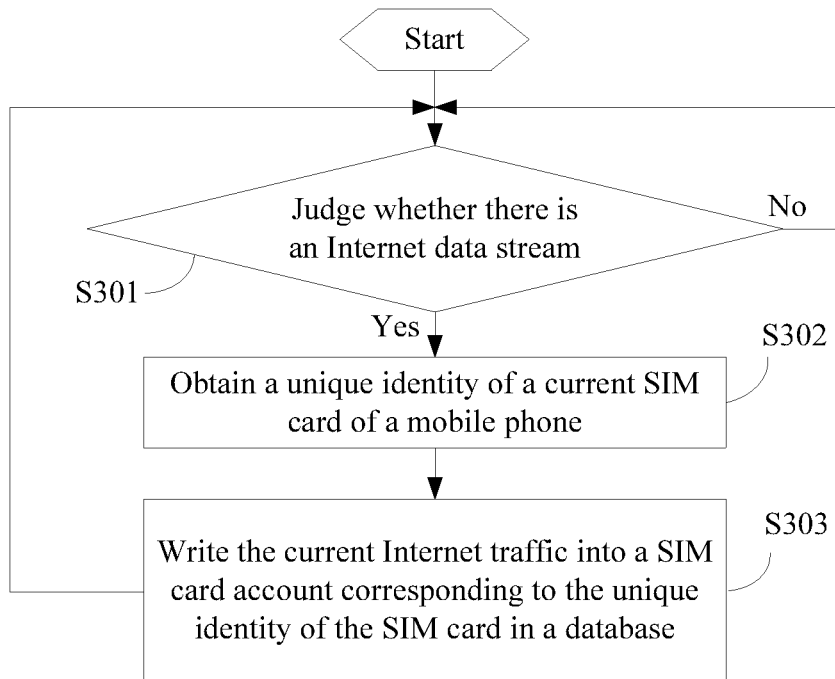 Start
Judge whether there is
an Internet data stream
No
S301
Yes
S302
Obtain a unique identity of a current SIM
card of a mobile phone
S303
Write the current Internet traffic into a SIM
card account corresponding to the unique
identity of the SIM card in a database